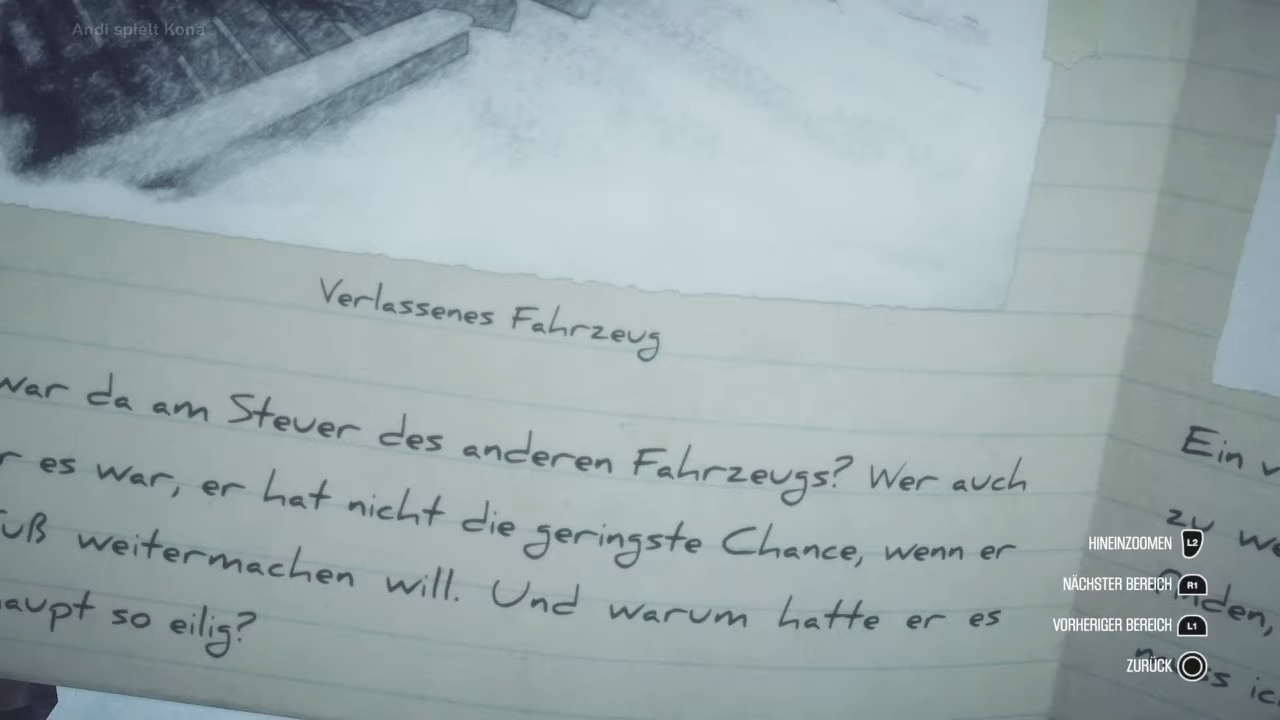 Andi spielt Kona
Verlassenes Fahrzeug
war da am Steuer des anderen Fahrzeugs? Wer auch
es war, er hat nicht die geringste Chance, wenn er
weitermachen will. Und warum hatte er es
so eilig?
Ein
zu
HINEINZOOMEN L2
NÄCHSTER BEREICH R1
VORHERIGER BEREICH L1
ZURÜCK